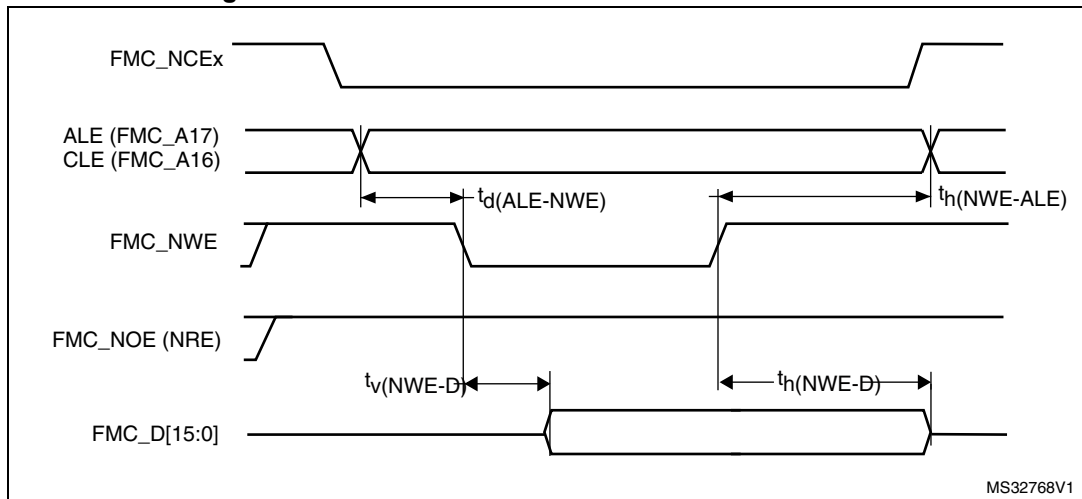 FMC_NCEx
ALE (FMC_A17)
CLE (FMC_A16)
td(ALE-NWE)
th(NWE-ALE)
FMC_NWE
FMC_NOE (NRE)
tv(NWE-D)
th(NWE-D)
FMC_D[15:0]
MS32768V1